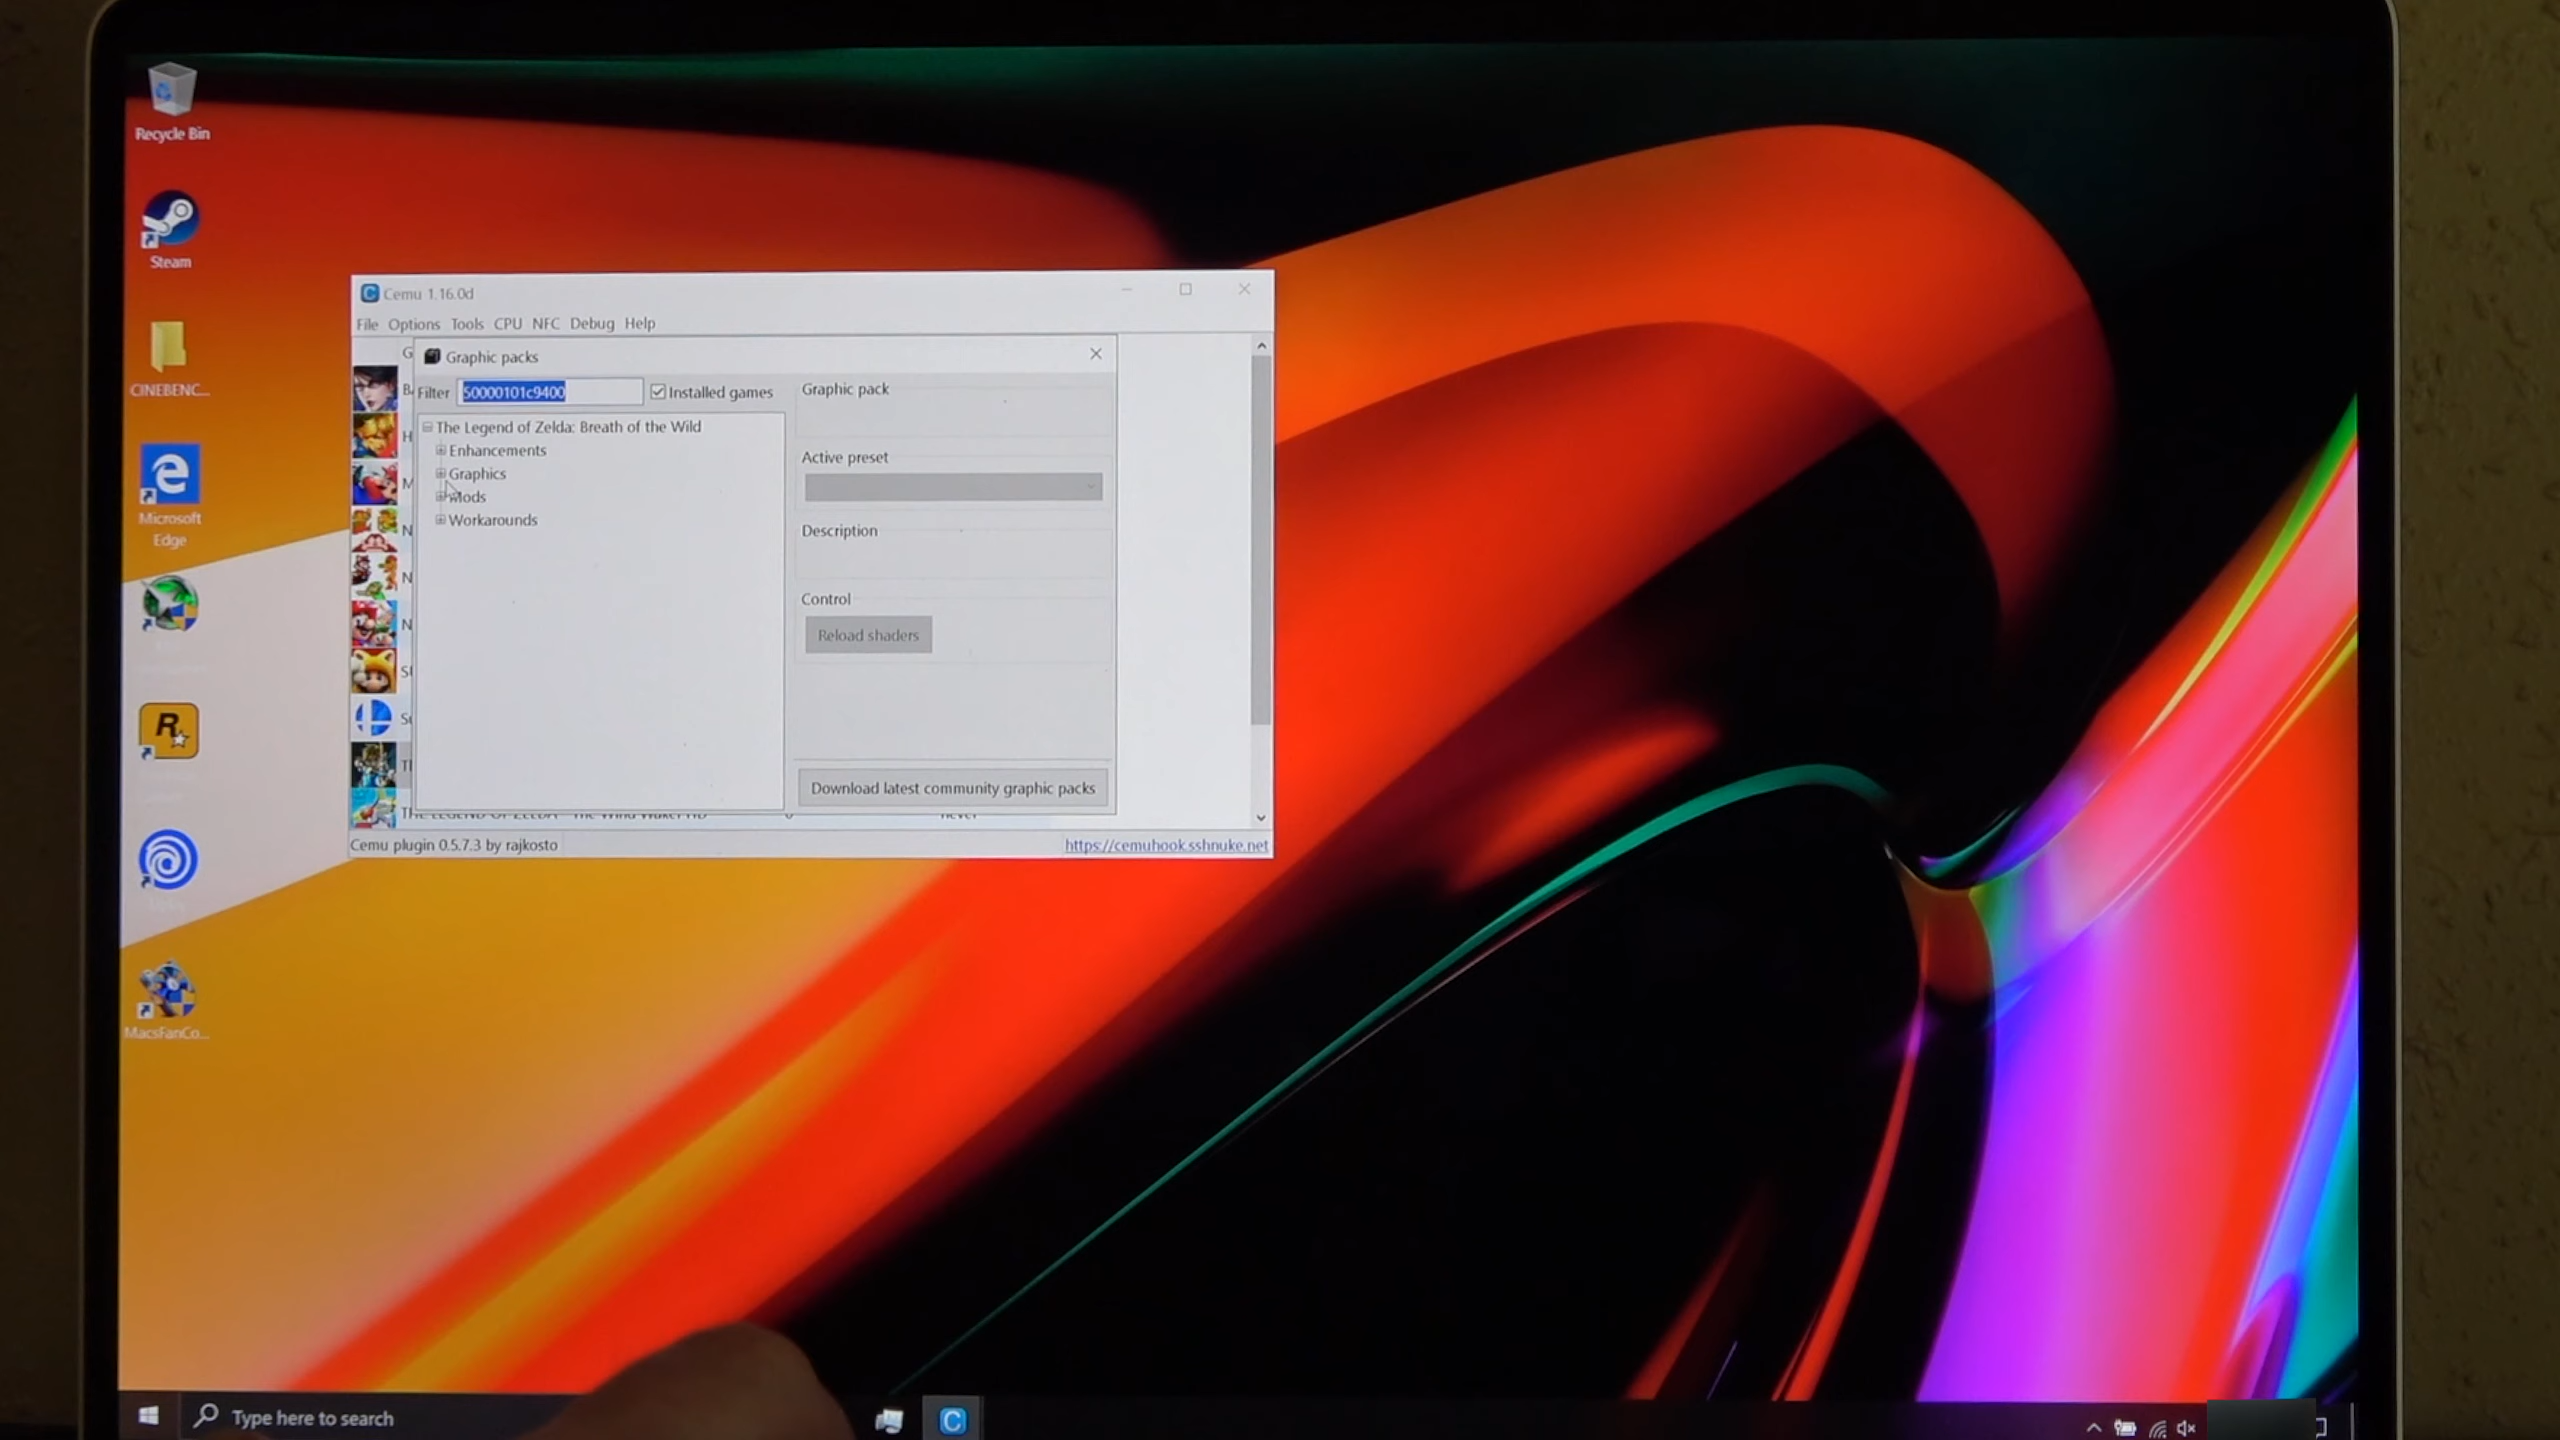 Recycle Bin
Steam
CINEBENC...
Microsoft
Edge
MacsFanCo...
Cemu 1.16.0d
File Options Tools CPU NFC Debug Help
Graphic packs
Filter 50000101c9400 Installed games
The Legend of Zelda: Breath of the Wild
Enhancements
Graphics
Mods
Workarounds
Graphic pack
Active preset
Description
Control
Reload shaders
Download latest community graphic packs
Cemu plugin 0.5.7.3 by rajkosto
https://cemuhook.sshnuke.net
Type here to search